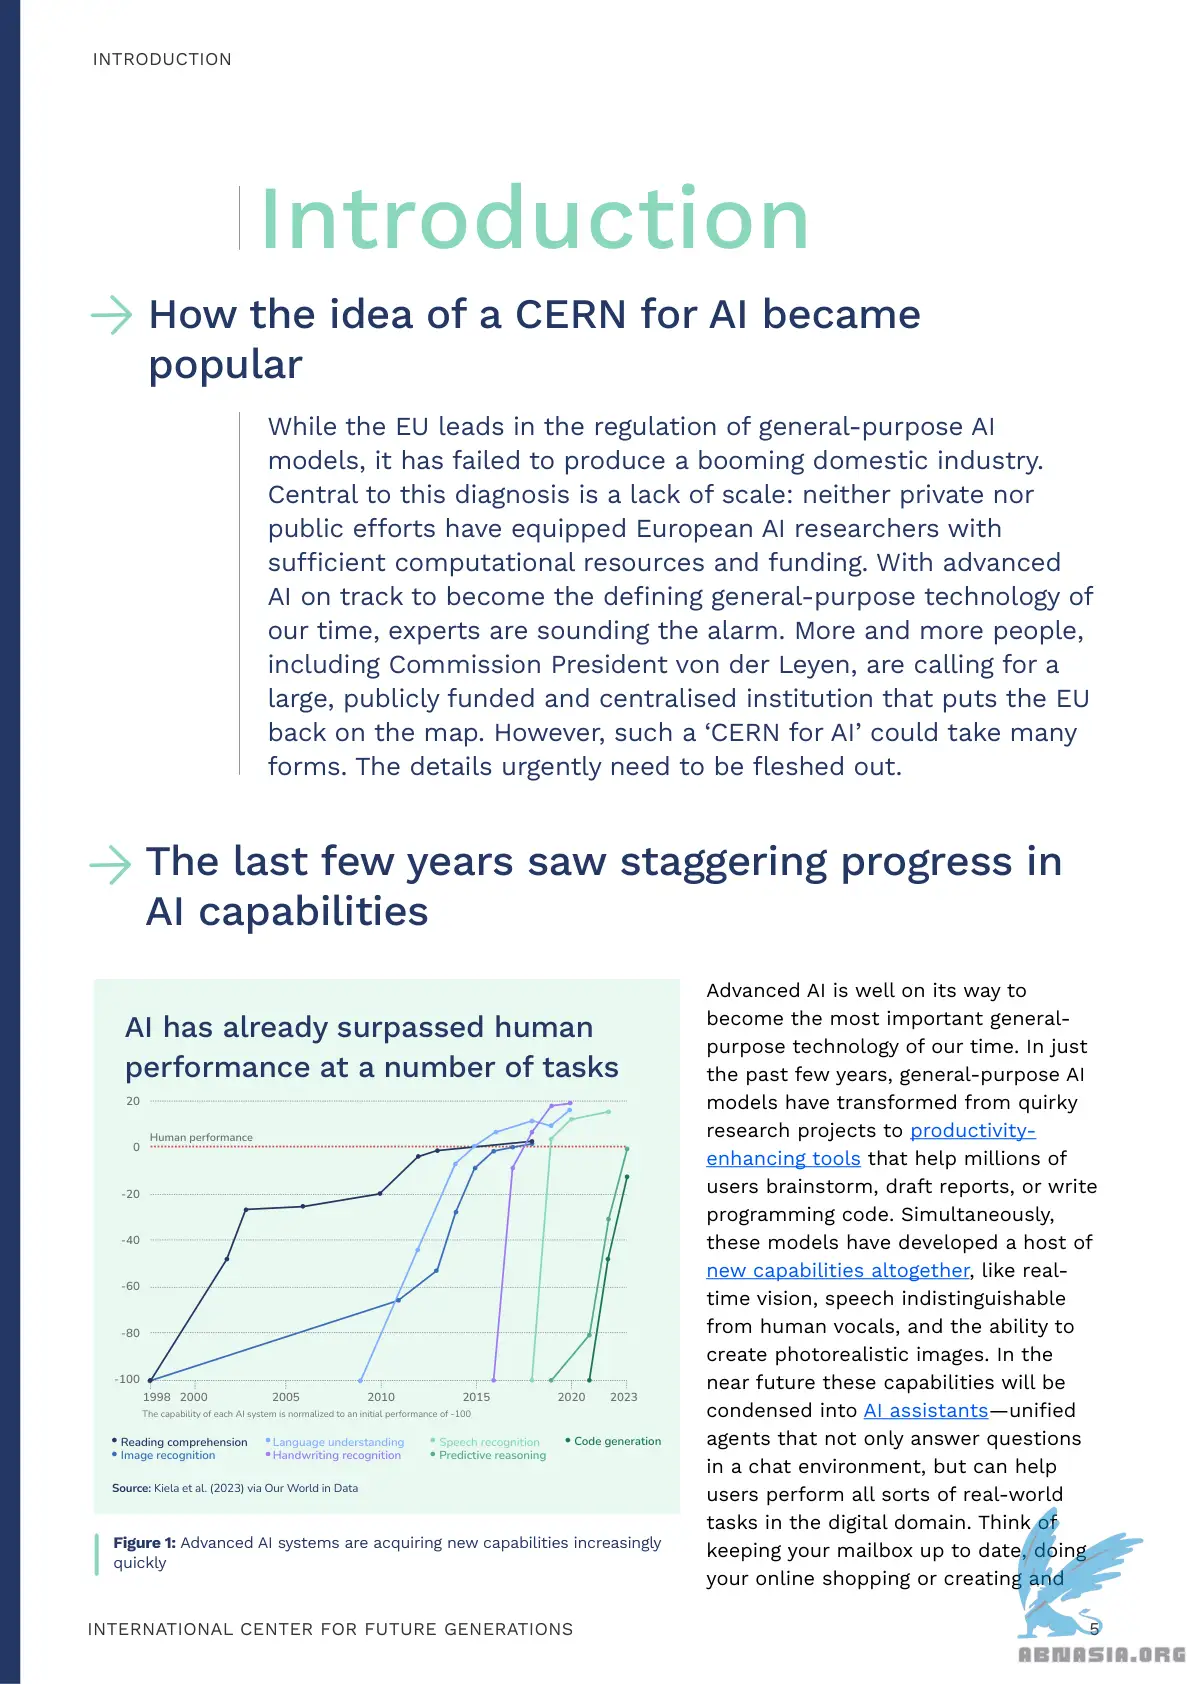 INTRODUCTION
Introduction
How the idea of a CERN for AI became
popular
While the EU leads in the regulation of general-purpose AI
models, it has failed to produce a booming domestic industry.
Central to this diagnosis is a lack of scale: neither private nor
public efforts have equipped European AI researchers with
sufficient computational resources and funding. With advanced
AI on track to become the defining general-purpose technology of
our time, experts are sounding the alarm. More and more people,
including Commission President von der Leyen, are calling for a
large, publicly funded and centralised institution that puts the EU
back on the map. However, such a ‘CERN for AI’ could take many
forms. The details urgently need to be fleshed out.
The last few years saw staggering progress in
AI capabilities
AI has already surpassed human
performance at a number of tasks
20
Human performance
0
-20
-40
-60
-80
-100
1998 2000 2005 2010 2015 2020 2023
The capability of each AI system is normalized to an initial performance of -100
Reading comprehension Language understanding Speech recognition Code generation
Image recognition Handwriting recognition Predictive reasoning
Source: Kiela et al. (2023) via Our World in Data
Figure 1: Advanced AI systems are acquiring new capabilities increasingly
quickly
Advanced AI is well on its way to
become the most important general-
purpose technology of our time. In just
the past few years, general-purpose AI
models have transformed from quirky
research projects to productivity-
enhancing tools that help millions of
users brainstorm, draft reports, or write
programming code. Simultaneously,
these models have developed a host of
new capabilities altogether, like real-
time vision, speech indistinguishable
from human vocals, and the ability to
create photorealistic images. In the
near future these capabilities will be
condensed into AI assistants—unified
agents that not only answer questions
in a chat environment, but can help
users perform all sorts of real-world
tasks in the digital domain. Think of
keeping your mailbox up to date, doing
your online shopping or creating and
INTERNATIONAL CENTER FOR FUTURE GENERATIONS
5
ABNASIA.ORG